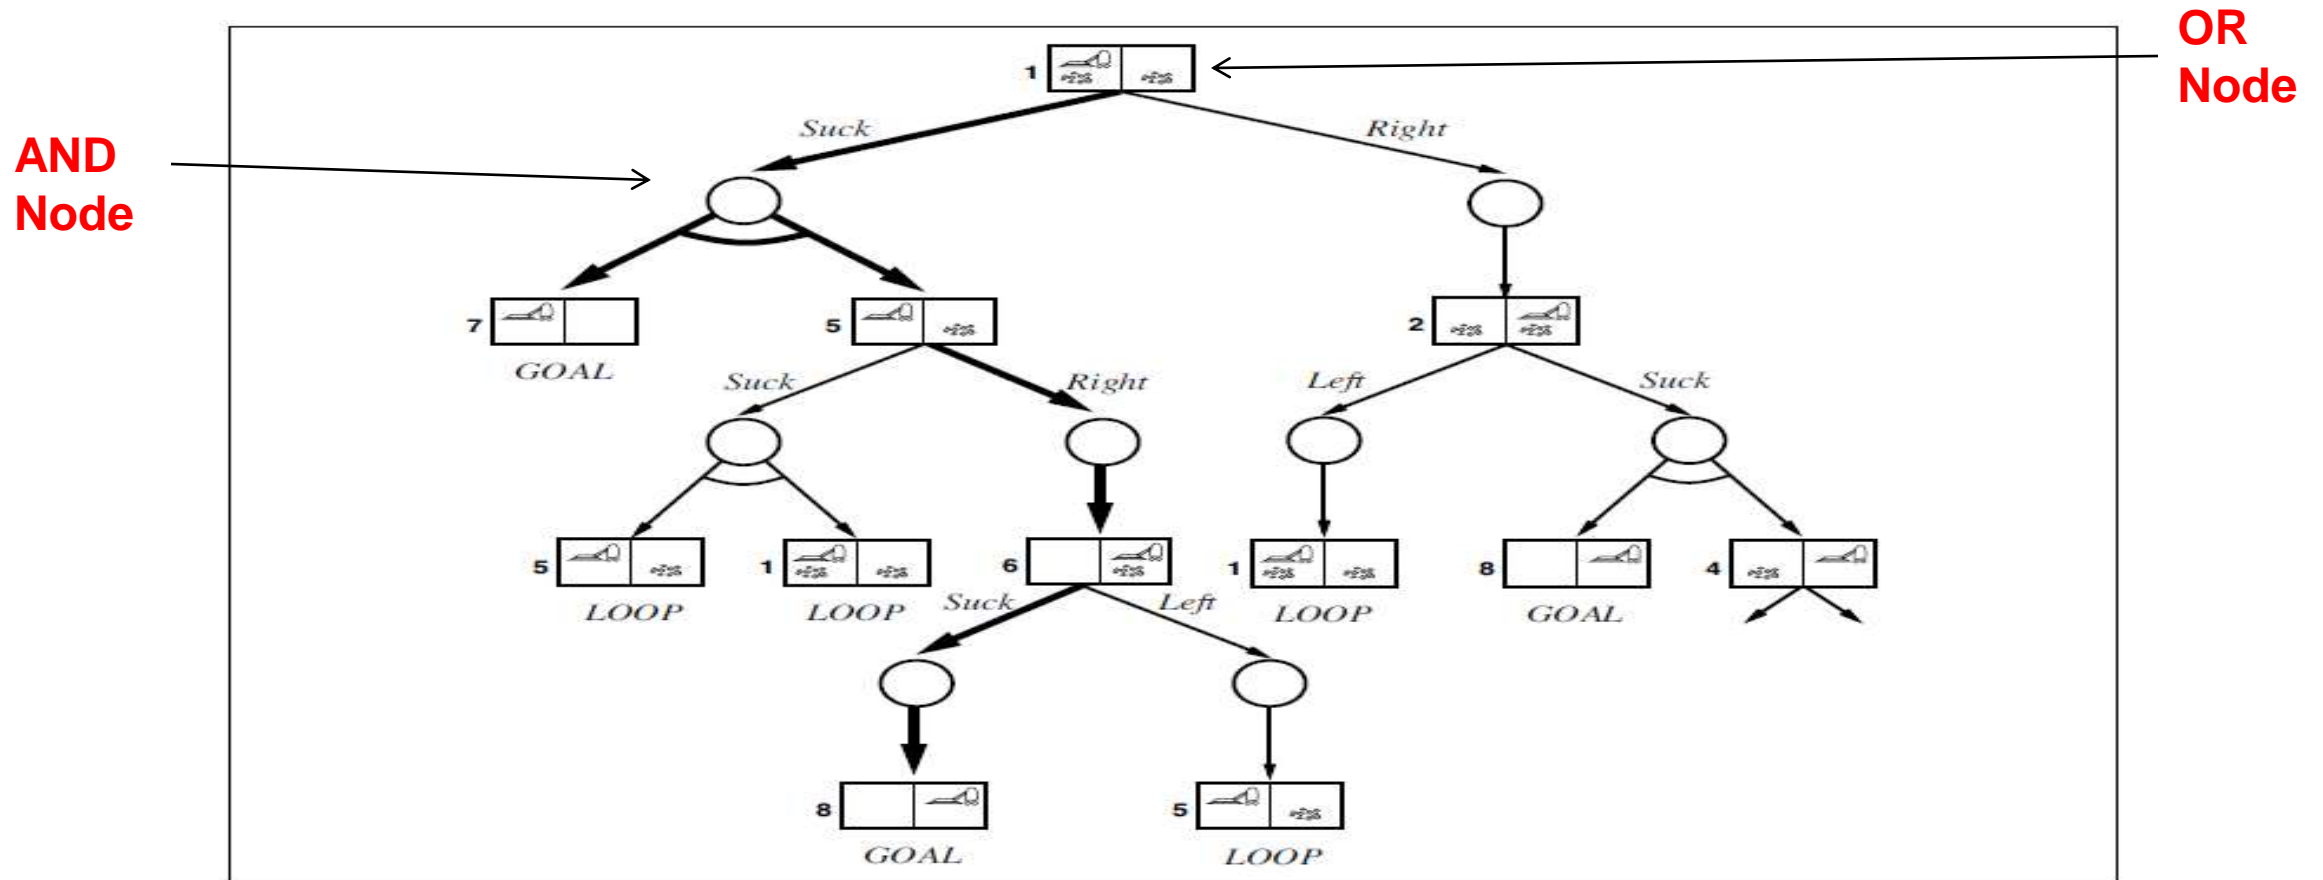 OR
Node
1
Suck
Right
AND
Node
7
5
2
GOAL
Suck
Right
Left
Suck
5
1
6
1
8
4
LOOP
LOOP
Suck
Left
LOOP
GOAL
8
5
GOAL
LOOP